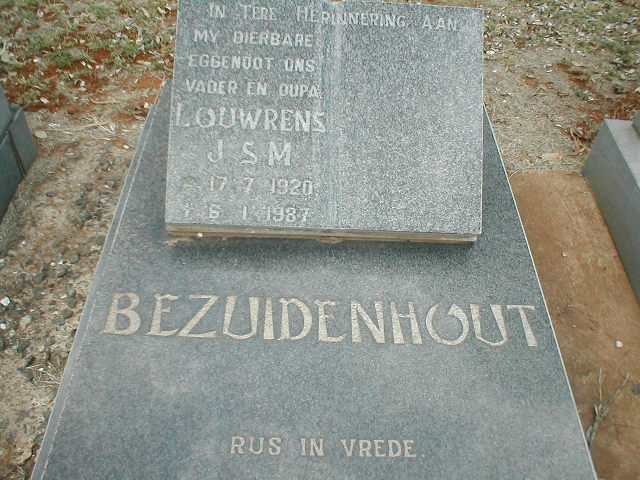 IN TERE HERINNERING AAN
MY DIERBARE
EGGENOOT ONS
VADER EN OUPA
LOUWRENS
J S M
17 7 1920
6 1 1987
BEZUIDENHOUT
RUS IN VREDE.